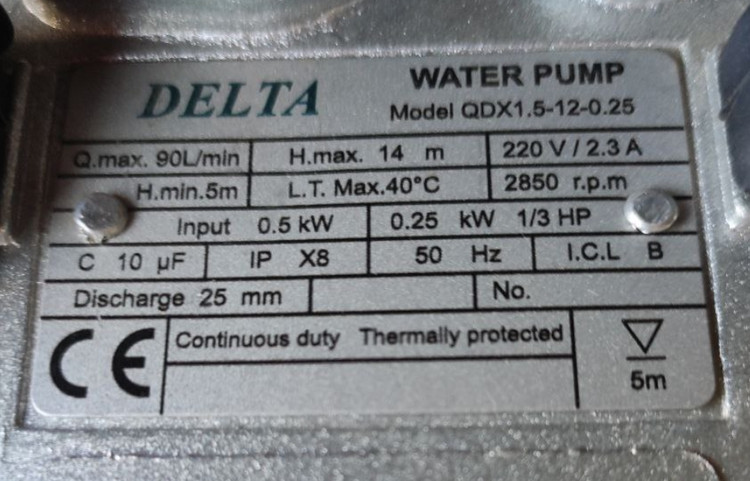 DELTA
WATER PUMP
Model QDX1.5-12-0.25
Q.max. 90L/min H.max. 14 m 220 V / 2.3 A
H.min.5m L.T. Max.40°C 2850 r.p.m
Input 0.5 kW 0.25 kW 1/3 HP
C 10 µF IP X8 50 Hz I.C.L B
Discharge 25 mm No.
CE Continuous duty Thermally protected
5m